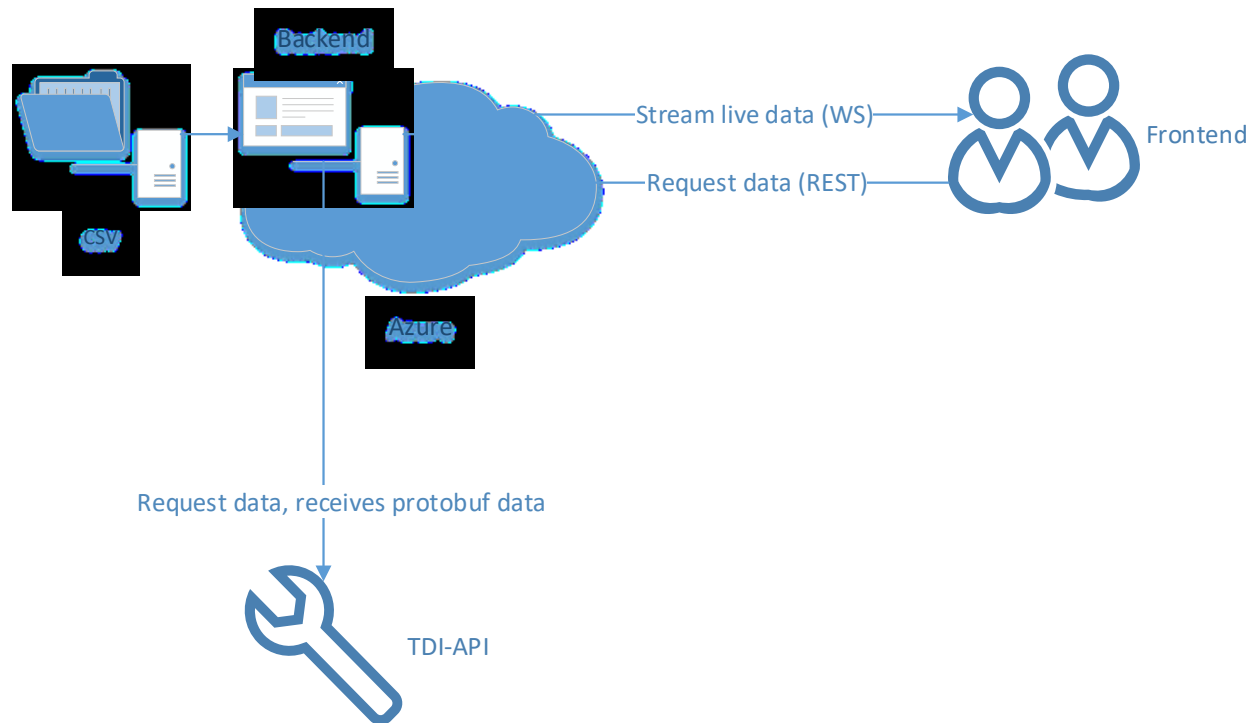 Backend
Stream live data (WS)
Frontend
Request data (REST)
CSV
Azure
Request data, receives protobuf data
TDI-API